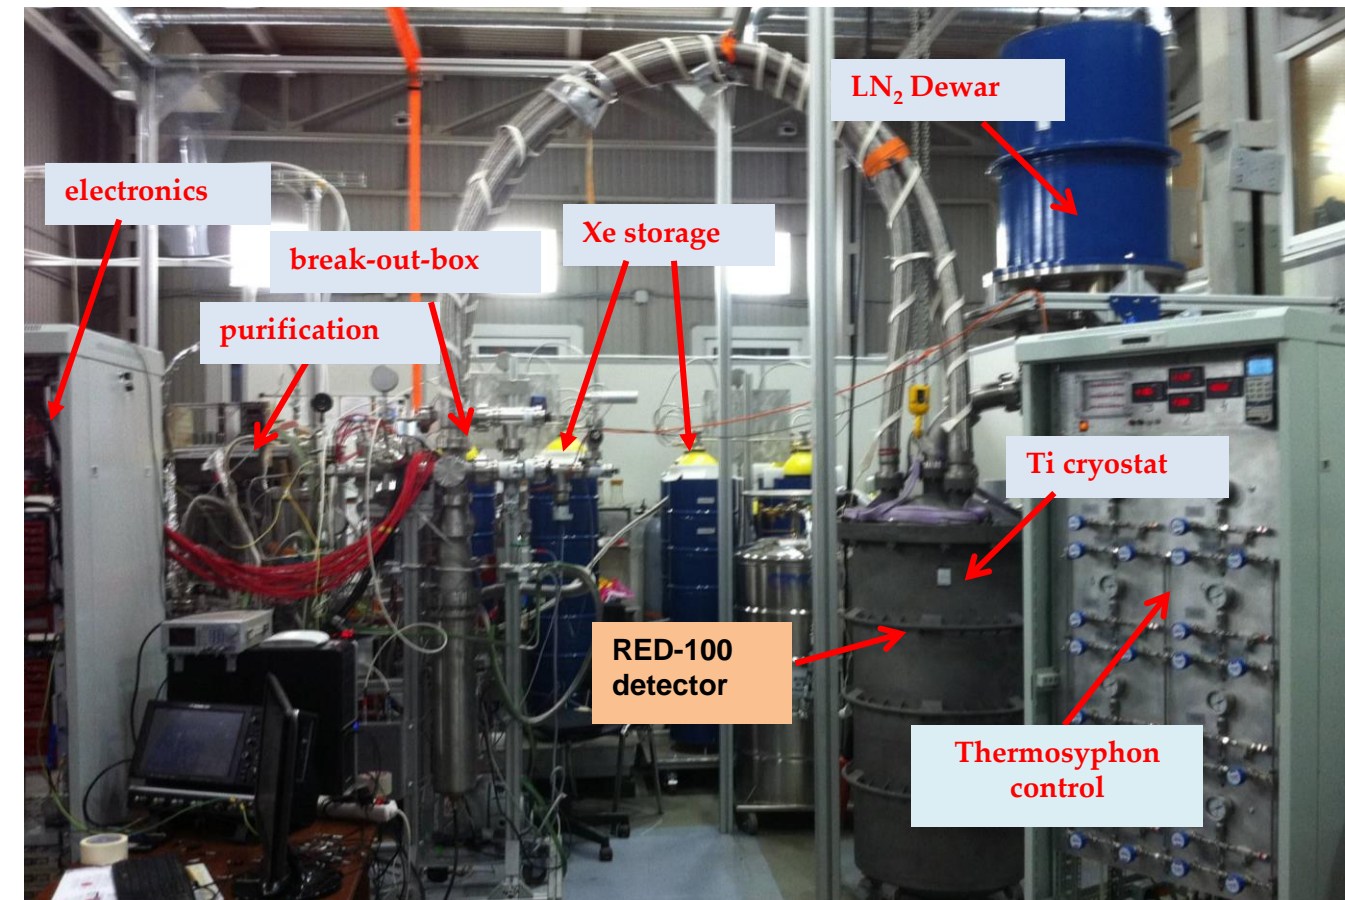 LN₂ Dewar
electronics
Xe storage
break-out-box
purification
Ti cryostat
RED-100
detector
Thermosyphon
control